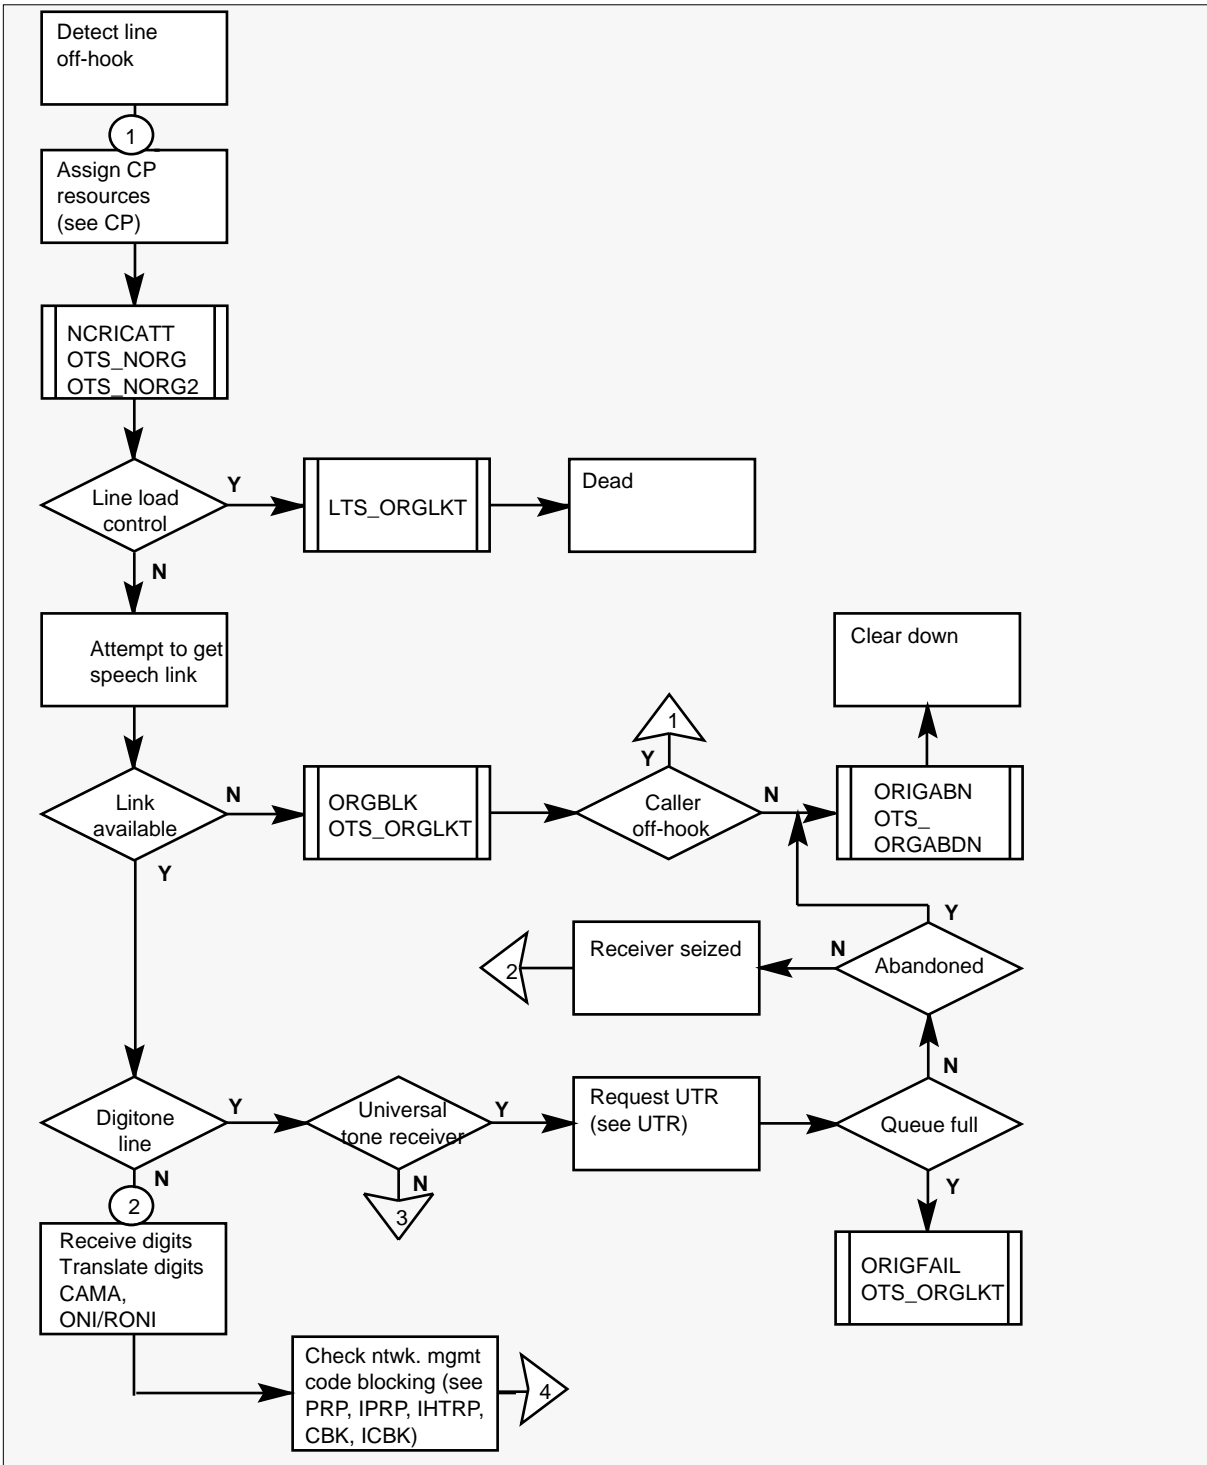 Detect line
off-hook
1
Assign CP
resources
(see CP)
NCRICATT
OTS_NORG
OTS_NORG2
Line load
control
Y
N
LTS_ORGLKT
Dead
Attempt to get
speech link
Clear down
Link
available
N
Y
ORGBLK
OTS_ORGLKT
1
Y
Caller
off-hook
N
ORIGABN
OTS_
ORGABDN
Y
Abandoned
N
Receiver seized
2
N
Digitone
line
Y
N
Universal
tone receiver
Y
N
3
Request UTR
(see UTR)
Queue full
Y
ORIGFAIL
OTS_ORGLKT
2
Receive digits
Translate digits
CAMA,
ONI/RONI
Check ntwk. mgmt
code blocking (see
PRP, IPRP, IHTRP,
CBK, ICBK)
4